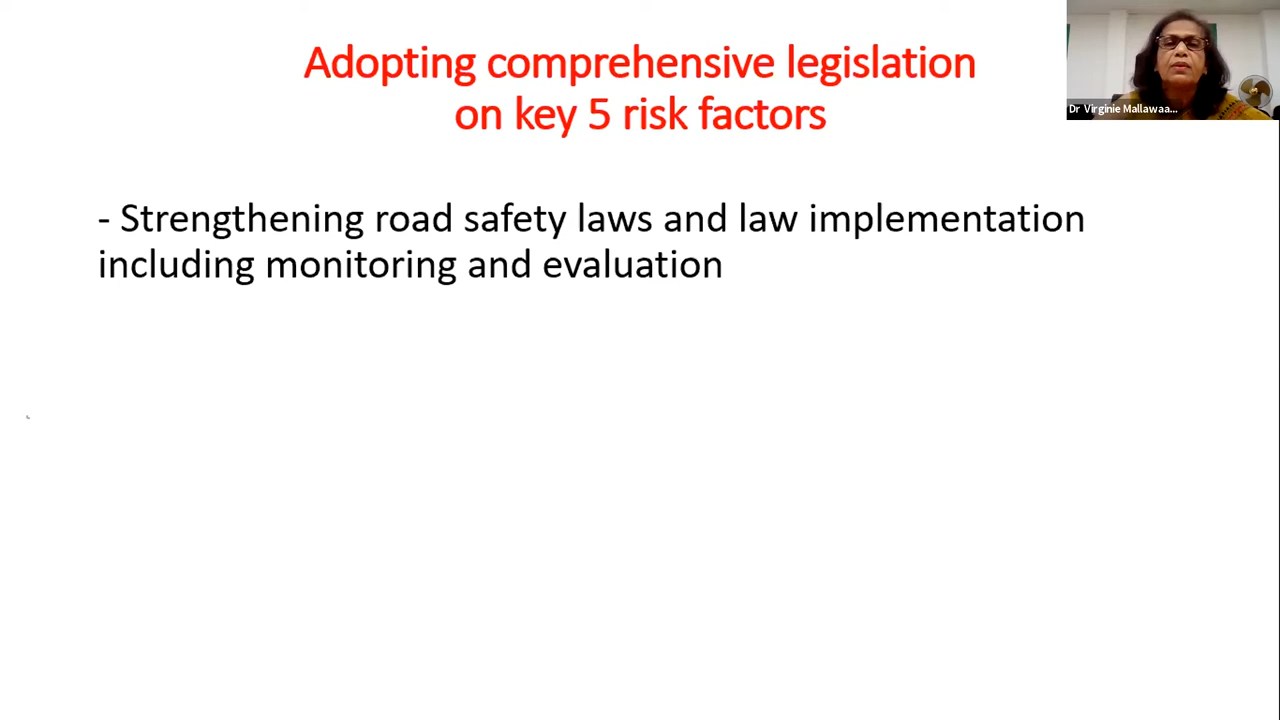 Adopting comprehensive legislation
on key 5 risk factors
Dr Virginie Mallawaa...
- Strengthening road safety laws and law implementation
including monitoring and evaluation